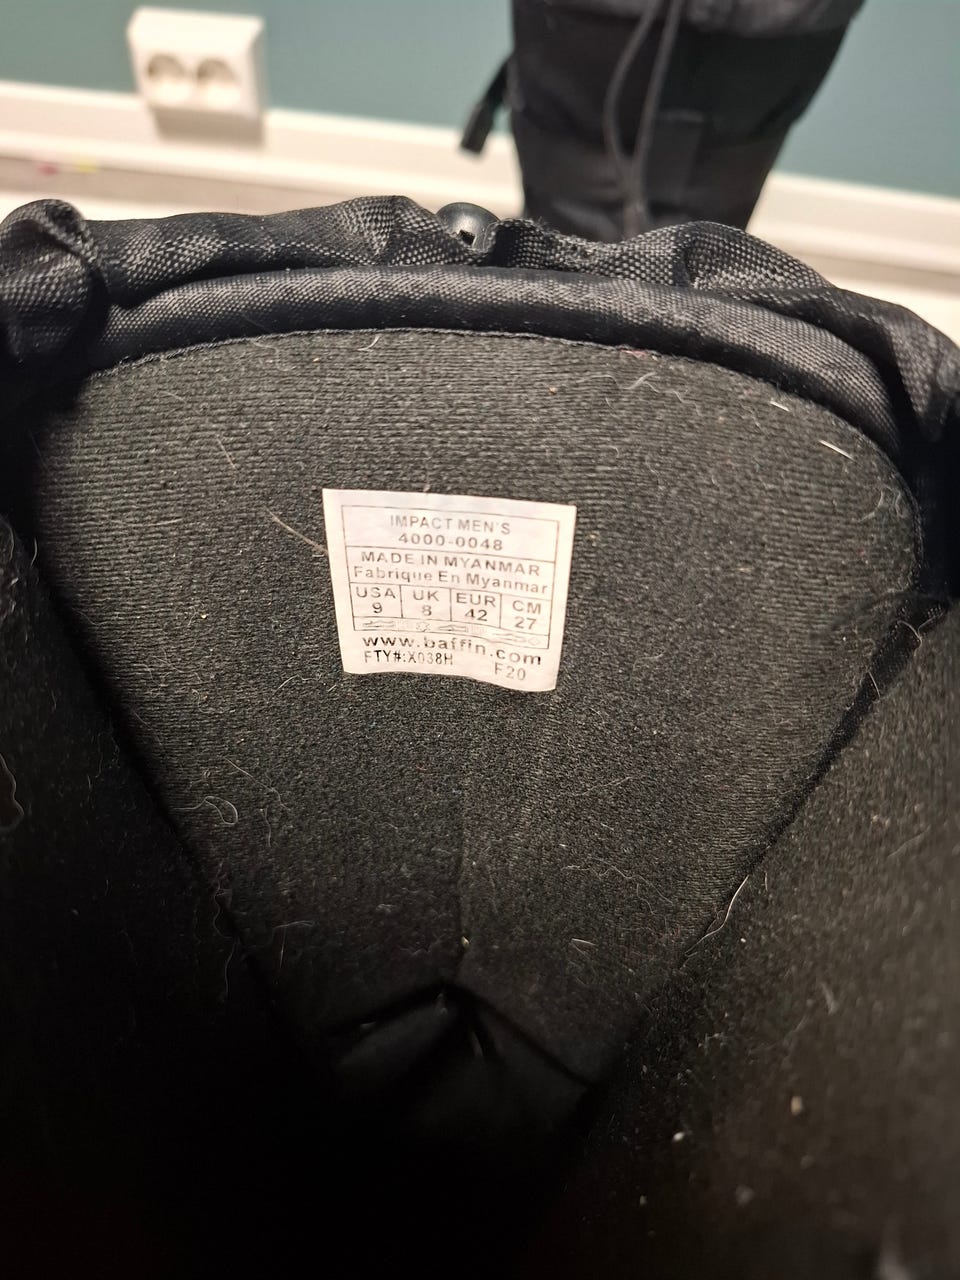 IMPACT MEN'S
4000-0048
MADE IN MYANMAR
Fabrique En Myanmar
USA UK EUR CM
9 8 42 27
www.baffin.com
FTY#:X038H F20